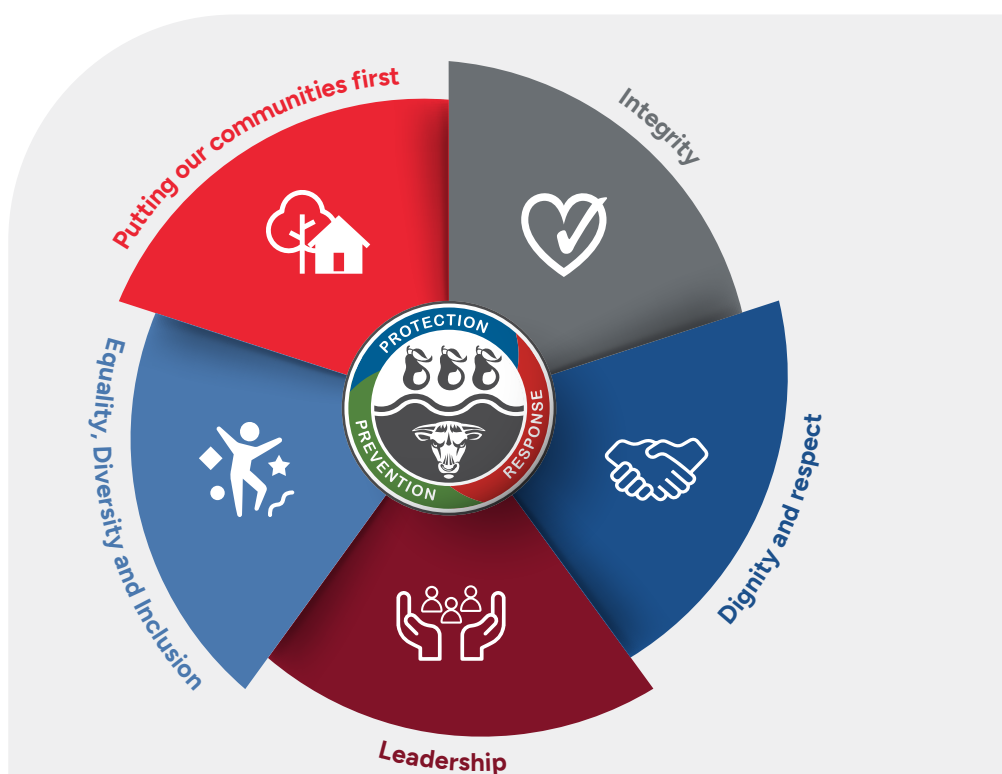 Putting our communities first
Integrity
Dignity and respect
Leadership
Equality, Diversity and Inclusion
PROTECTION
RESPONSE
PREVENTION